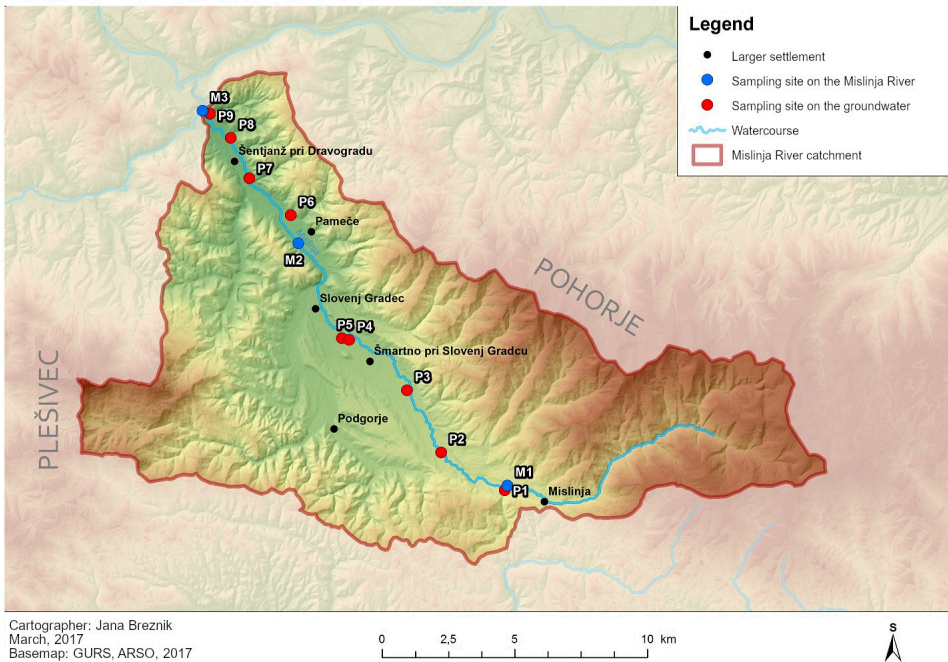 Legend
Larger settlement
Sampling site on the Mislinja River
Sampling site on the groundwater
Watercourse
Mislinja River catchment
M3
P9
P8
Šentjanž pri Dravogradu
P7
P6
Pameče
Mislinja
M2
POHORJE
Slovenj Gradec
P5 P4
Šmartno pri Slovenj Gradcu
PLEŠIVEC
P3
Podgorje
P2
M1
P1
Mislinja
Cartographer: Jana Breznik
March, 2017
Basemap: GURS, ARSO, 2017
0 2,5 5 10 km
S